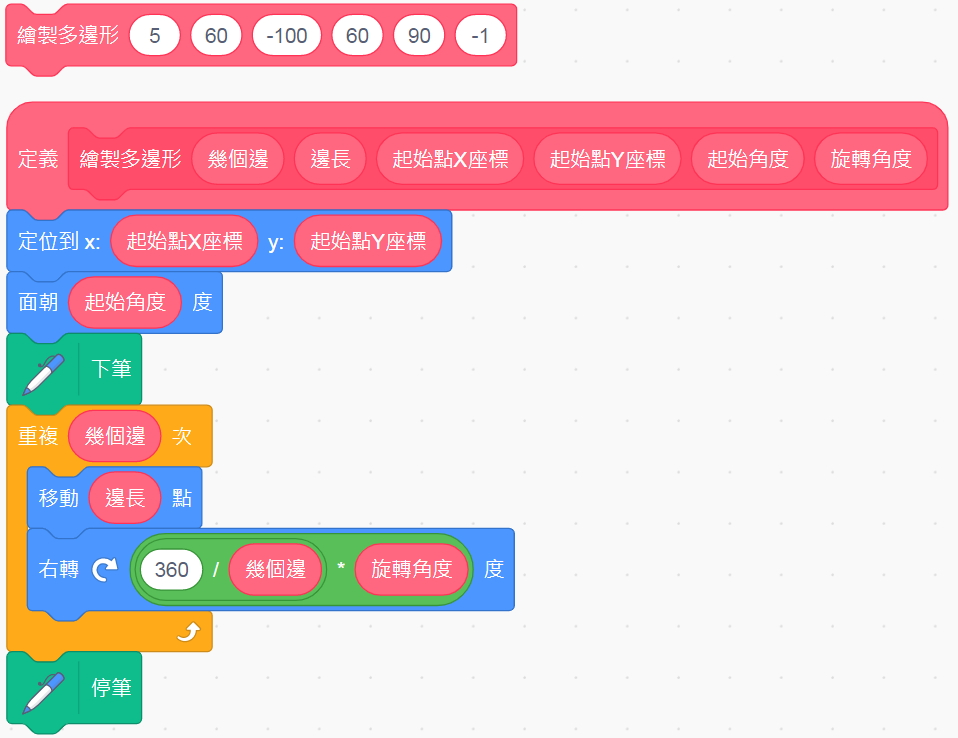 繪製多邊形 5 60 -100 60 90 -1
定義 繪製多邊形 幾個邊 邊長 起始點X座標 起始點Y座標 起始角度 旋轉角度
定位到 x: 起始點X座標 y: 起始點Y座標
面朝 起始角度 度
下筆
重複 幾個邊 次
移動 邊長 點
右轉 360 / 幾個邊 * 旋轉角度 度
停筆